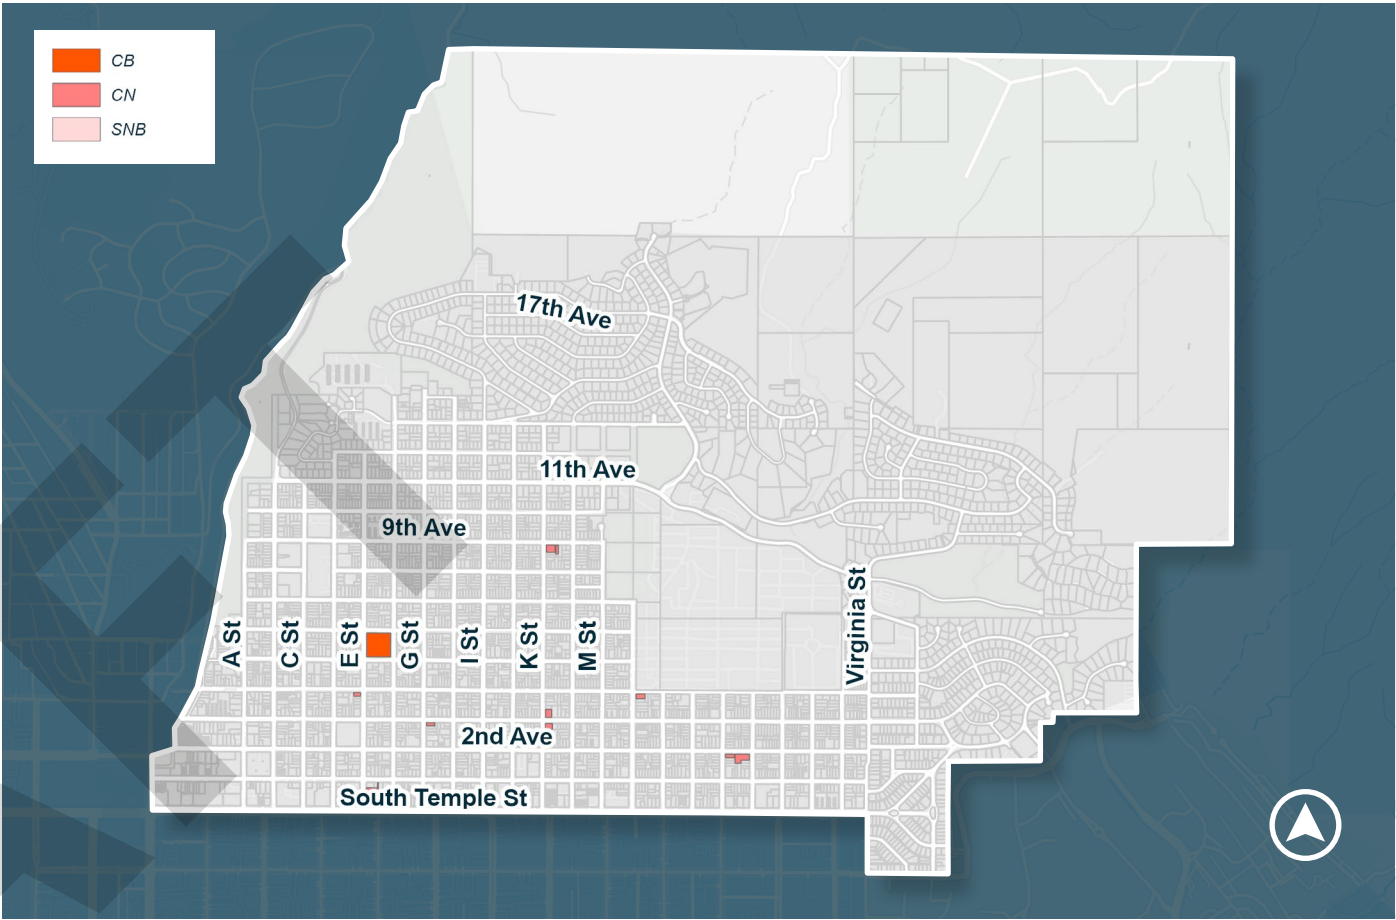 CB
CN
SNB
17th Ave
11th Ave
9th Ave
A St
C St
E St
G St
I St
K St
M St
Virginia St
2nd Ave
South Temple St